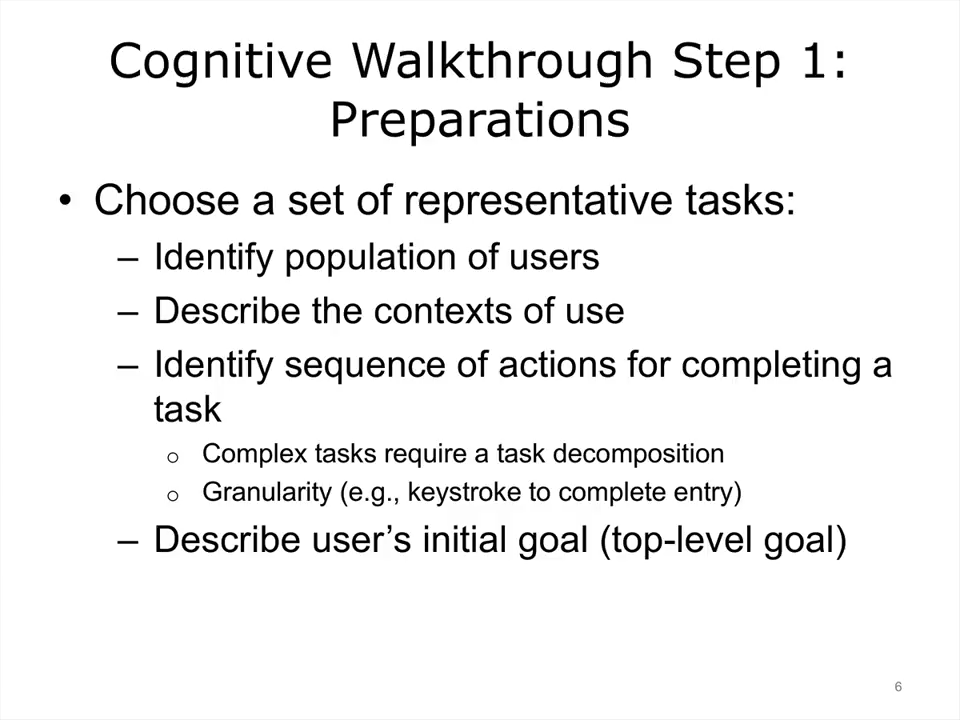 Cognitive Walkthrough Step 1:
Preparations
• Choose a set of representative tasks:
– Identify population of users
– Describe the contexts of use
– Identify sequence of actions for completing a
task
o Complex tasks require a task decomposition
o Granularity (e.g., keystroke to complete entry)
– Describe user’s initial goal (top-level goal)
6